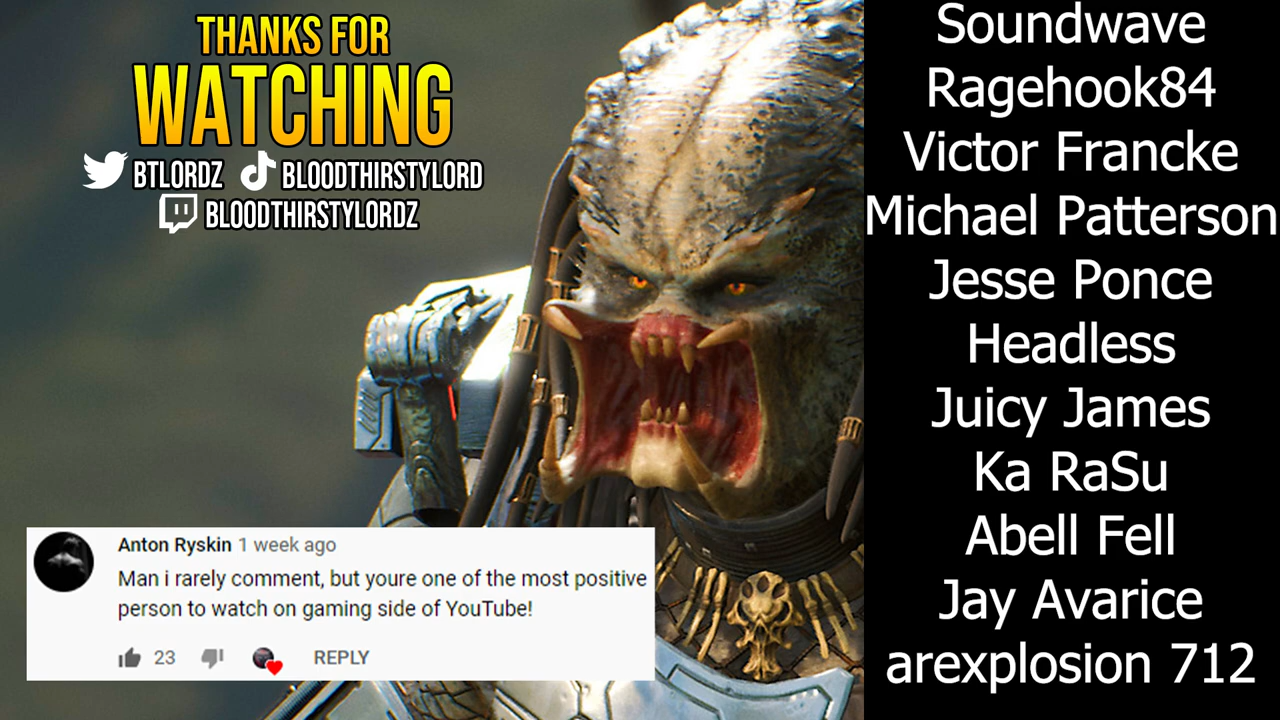 THANKS FOR
WATCHING
BTLORDZ BLOODTHIRSTYLORD
BLOODTHIRSTYLORDZ
Anton Ryskin 1 week ago
Man i rarely comment, but youre one of the most positive
person to watch on gaming side of YouTube!
23 REPLY
Soundwave
Ragehook84
Victor Francke
Michael Patterson
Jesse Ponce
Headless
Juicy James
Ka RaSu
Abell Fell
Jay Avarice
arexplosion 712